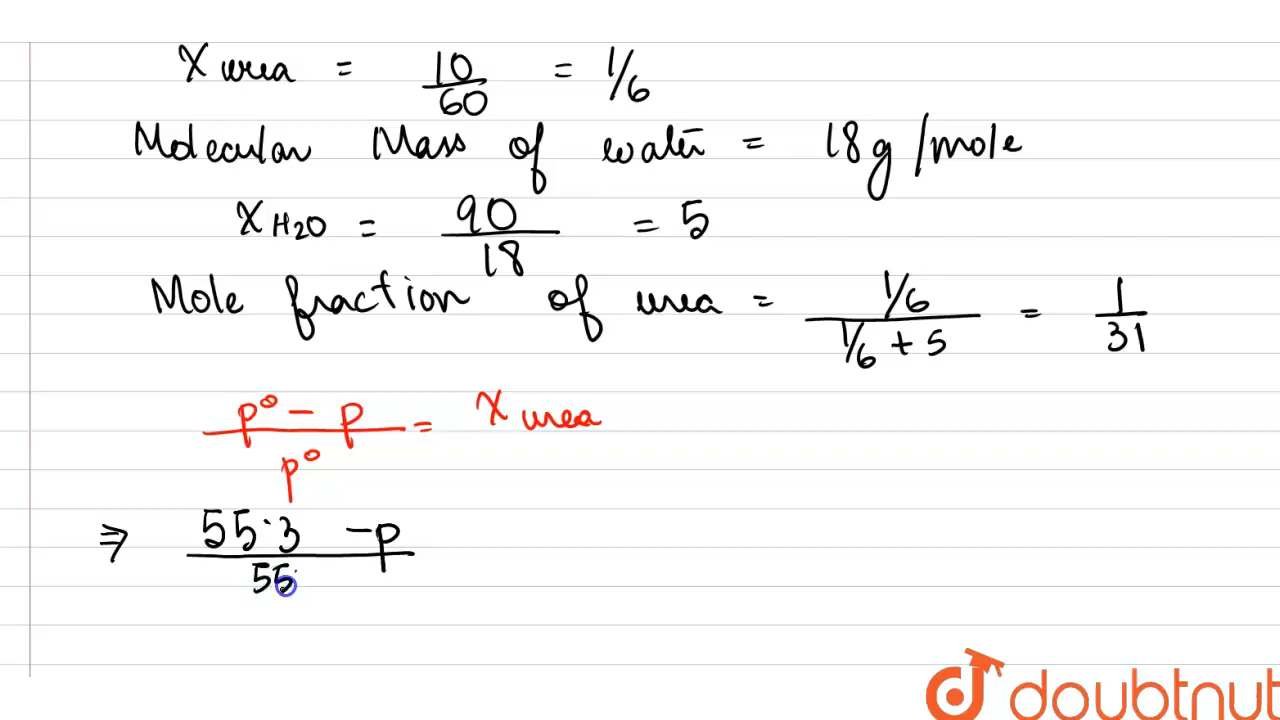 X urea = 10/60 = 1/6
Molecular Mass of water = 18g/mole
X H2O = 90/18 = 5
Mole fraction of urea = (1/6)/(1/6 + 5) = 1/31
(p° - p)/p° = X urea
⇒ (55.3 - p)/55
doubtnut